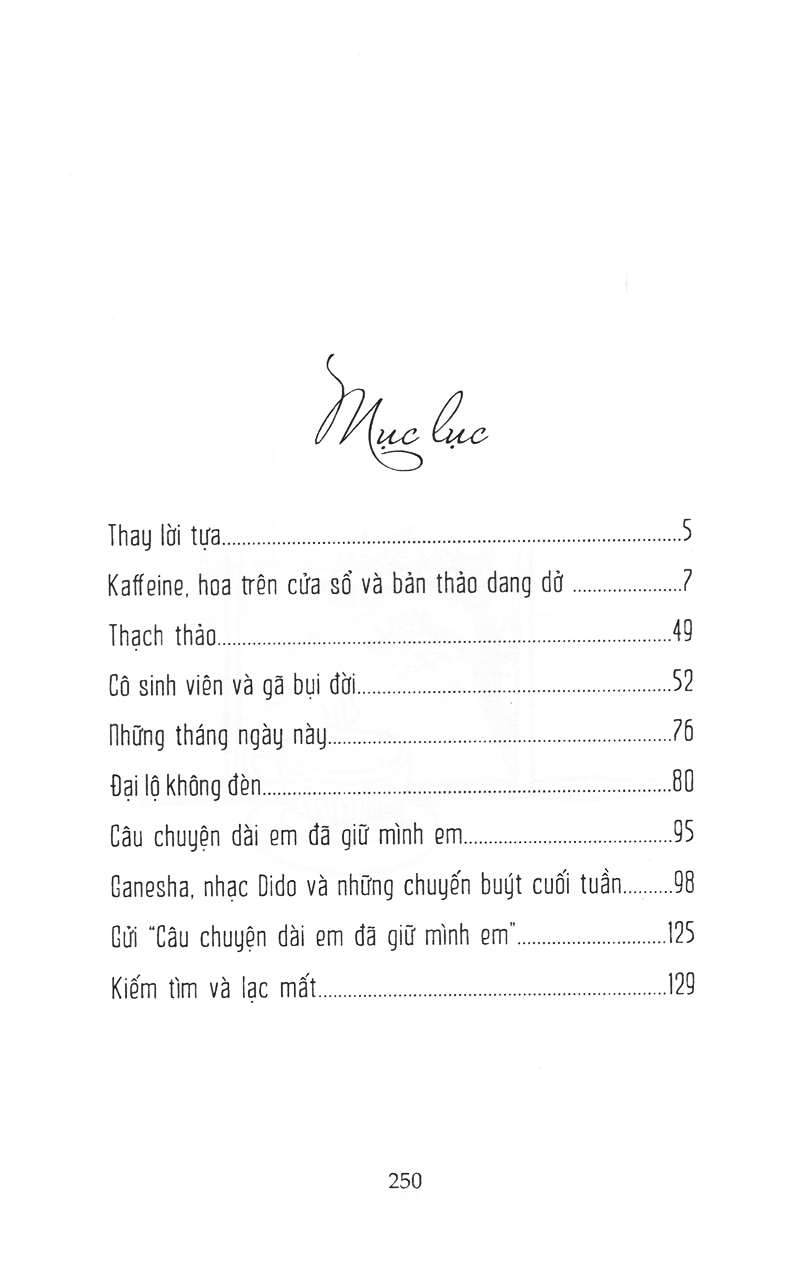 Mục lục
Thay lời tựa.....5
Kaffeine, hoa trên cửa sổ và bản thảo dang dở .....7
Thạch thảo.....49
Cô sinh viên và gã bụi đời.....52
Những tháng ngày này.....76
Đại lộ không đèn.....80
Câu chuyện dài em đã giữ mình em.....95
Ganesha, nhạc Dido và những chuyến buýt cuối tuần.....98
Gửi “Câu chuyện dài em đã giữ mình em”.....125
Kiếm tìm và lạc mất.....129
250